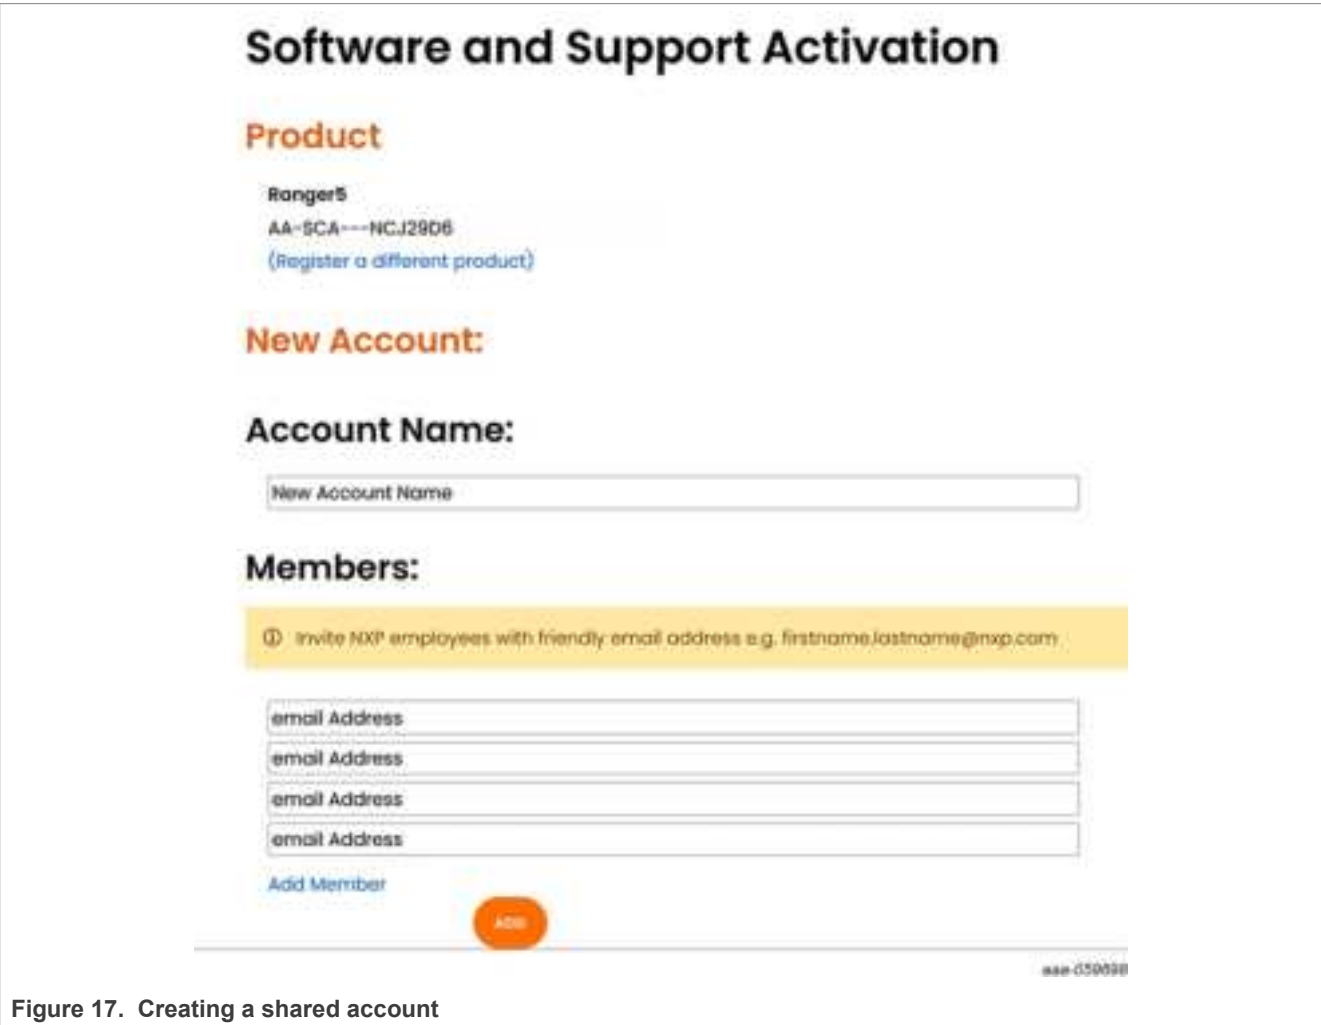 Software and Support Activation
Product
Ranger5
AA-SCA---NCJ29D6
(Register a different product)
New Account:
Account Name:
New Account Name
Members:
Invite NXP employees with friendly email address e.g. firstname.lastname@nxp.com
email Address
email Address
email Address
email Address
Add Member
ADD
Figure 17. Creating a shared account